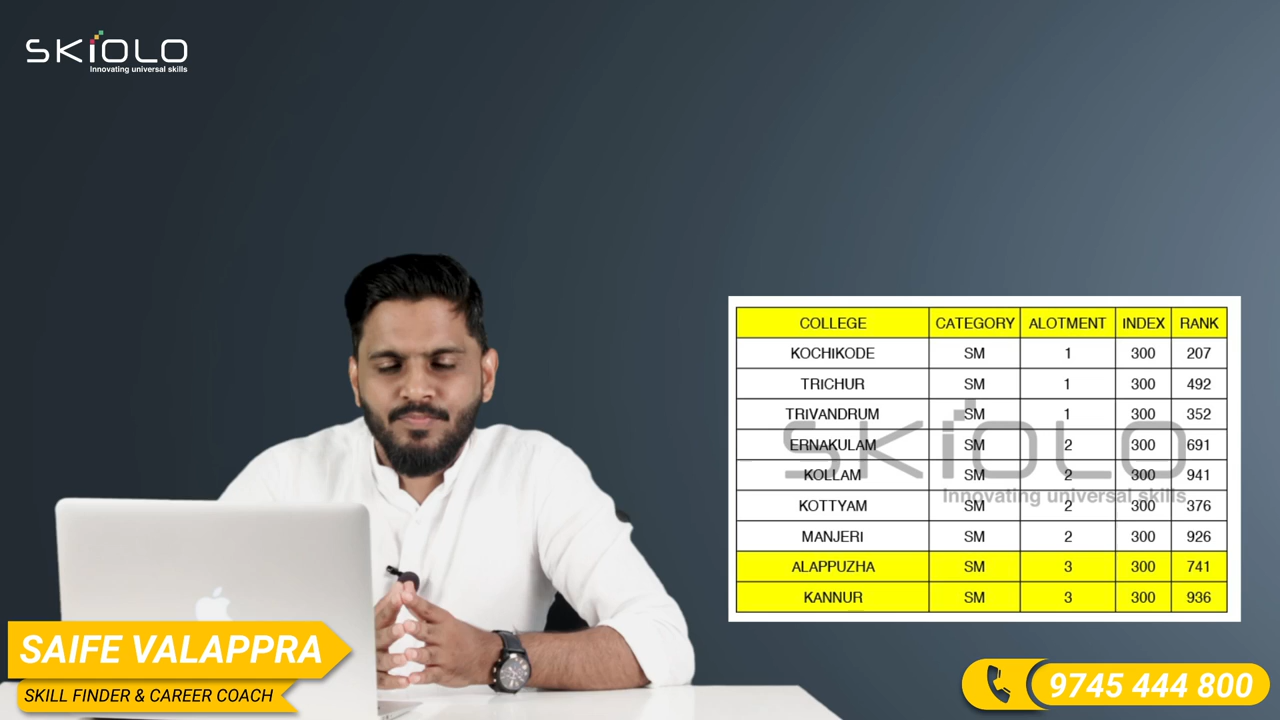 SKIOLO
Innovating universal skills
COLLEGE CATEGORY ALOTMENT INDEX RANK
KOCHIKODE SM 1 300 207
TRICHUR SM 1 300 492
TRIVANDRUM SM 1 300 352
ERNAKULAM SM 2 300 691
KOLLAM SM 2 300 941
KOTTYAM SM 2 300 376
MANJERI SM 2 300 926
ALAPPUZHA SM 3 300 741
KANNUR SM 3 300 936
SKIOLO
Innovating universal skills
SAIFE VALAPPRA
SKILL FINDER & CAREER COACH
9745 444 800